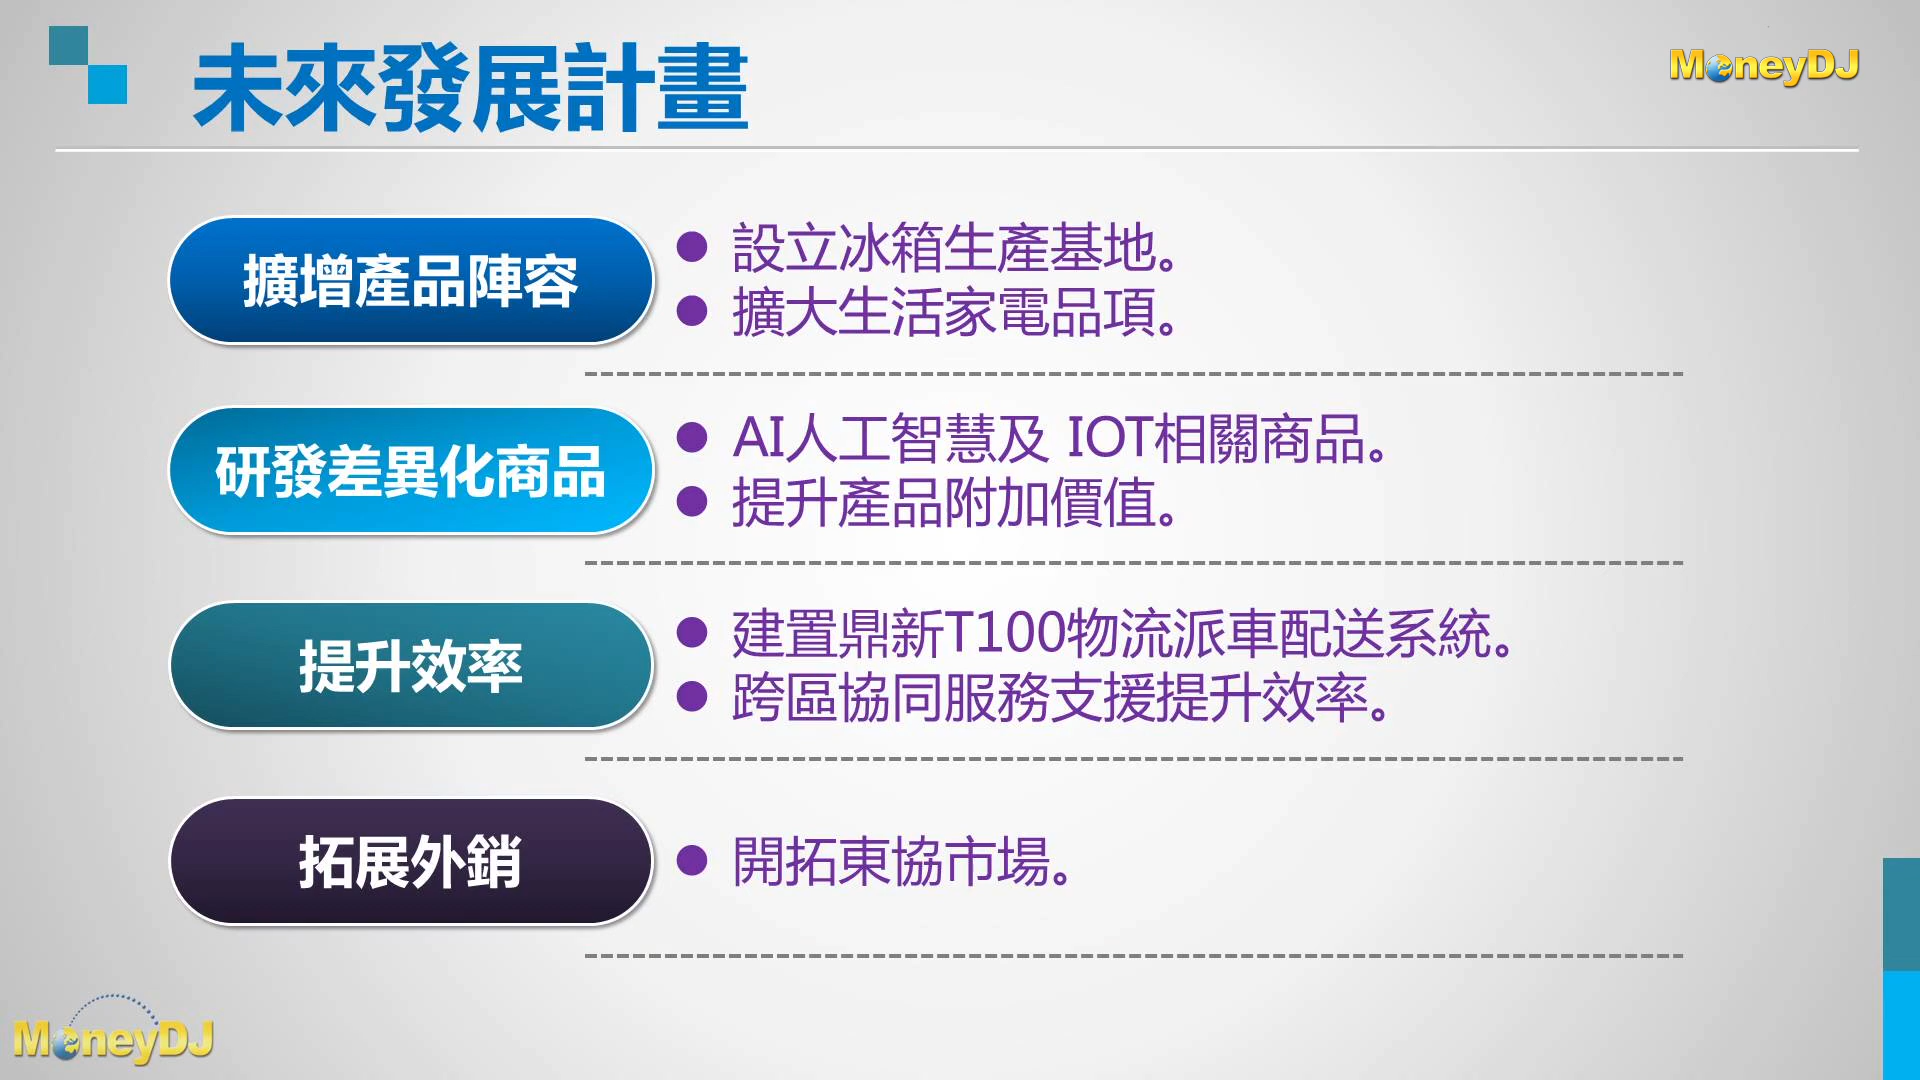 未來發展計畫
MoneyDJ
擴增產品陣容
設立冰箱生產基地。
擴大生活家電品項。
研發差異化商品
AI人工智慧及 IOT相關商品。
提升產品附加價值。
提升效率
建置鼎新T100物流派車配送系統。
跨區協同服務支援提升效率。
拓展外銷
開拓東協市場。
MoneyDJ